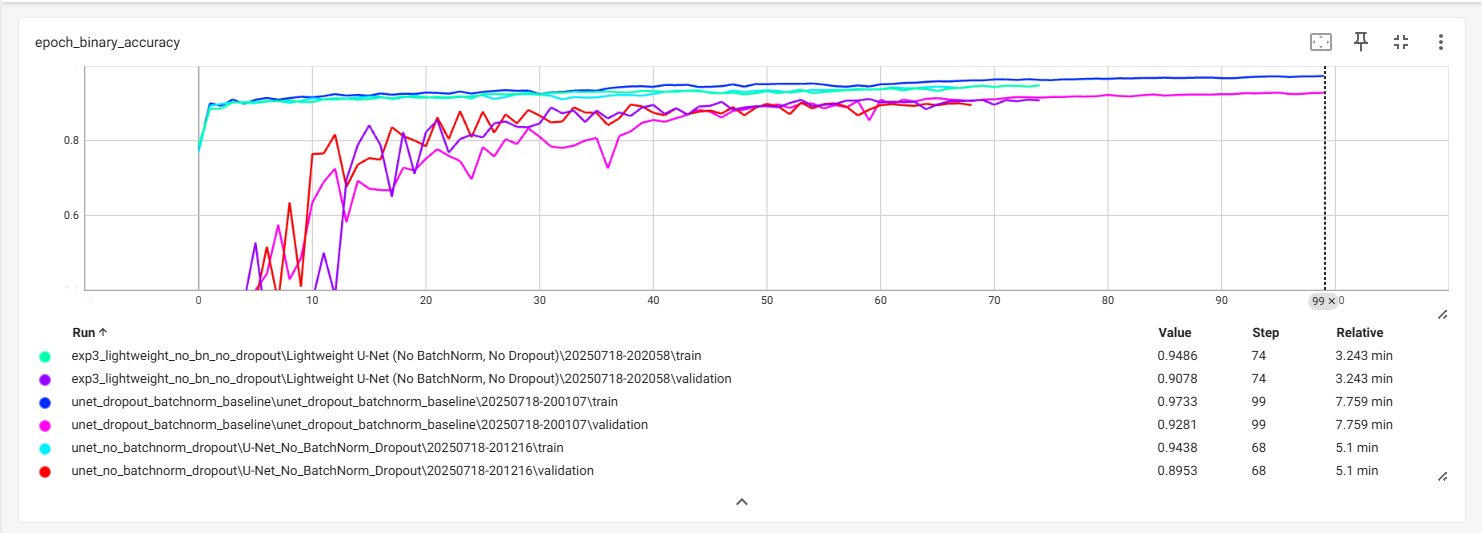 epoch_binary_accuracy
0.8
0.6
0 10 20 30 40 50 60 70 80 90 99 × 0
Run ↑ Value Step Relative
exp3_lightweight_no_bn_no_dropout\Lightweight U-Net (No BatchNorm, No Dropout)\20250718-202058\train 0.9486 74 3.243 min
exp3_lightweight_no_bn_no_dropout\Lightweight U-Net (No BatchNorm, No Dropout)\20250718-202058\validation 0.9078 74 3.243 min
unet_dropout_batchnorm_baseline\unet_dropout_batchnorm_baseline\20250718-200107\train 0.9733 99 7.759 min
unet_dropout_batchnorm_baseline\unet_dropout_batchnorm_baseline\20250718-200107\validation 0.9281 99 7.759 min
unet_no_batchnorm_dropout\U-Net_No_BatchNorm_Dropout\20250718-201216\train 0.9438 68 5.1 min
unet_no_batchnorm_dropout\U-Net_No_BatchNorm_Dropout\20250718-201216\validation 0.8953 68 5.1 min